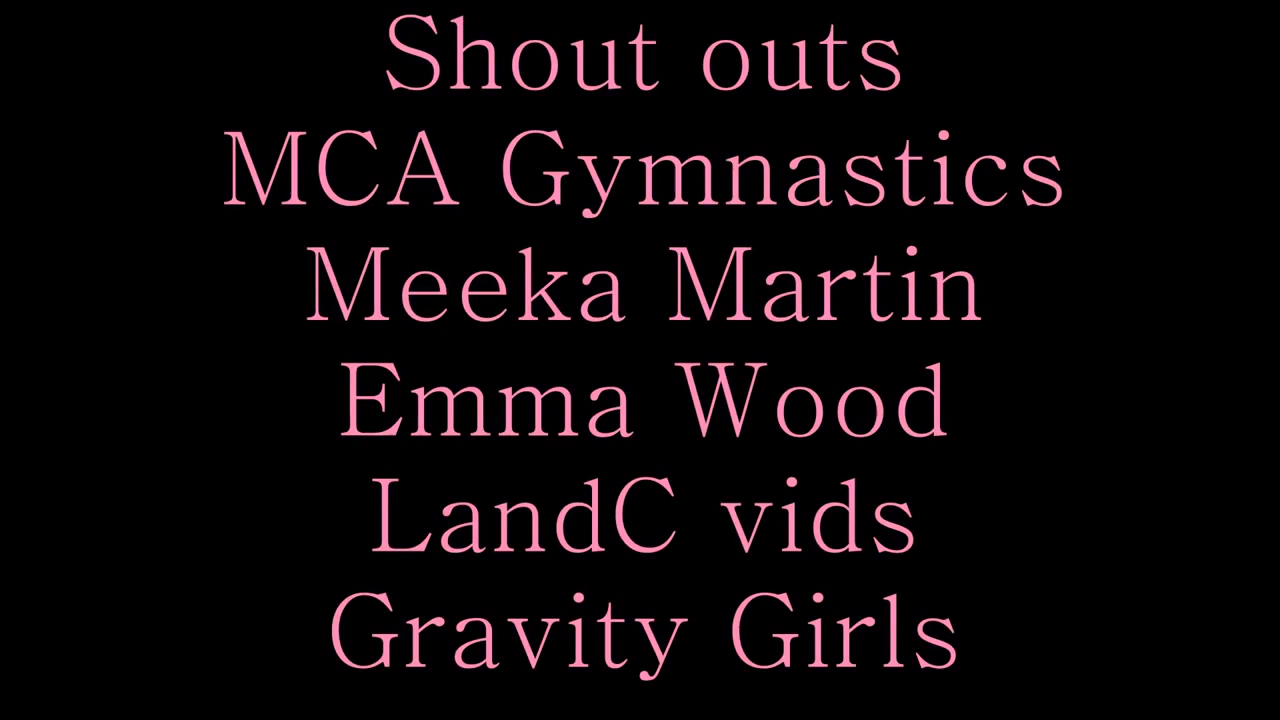 Shout outs
MCA Gymnastics
Meeka Martin
Emma Wood
LandC vids
Gravity Girls